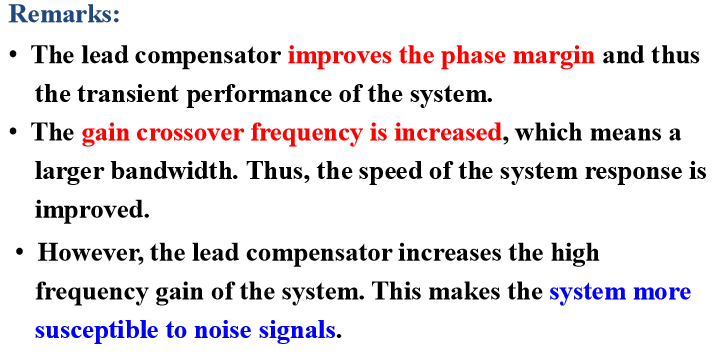 Remarks:
• The lead compensator improves the phase margin and thus
the transient performance of the system.
• The gain crossover frequency is increased, which means a
larger bandwidth. Thus, the speed of the system response is
improved.
• However, the lead compensator increases the high
frequency gain of the system. This makes the system more
susceptible to noise signals.